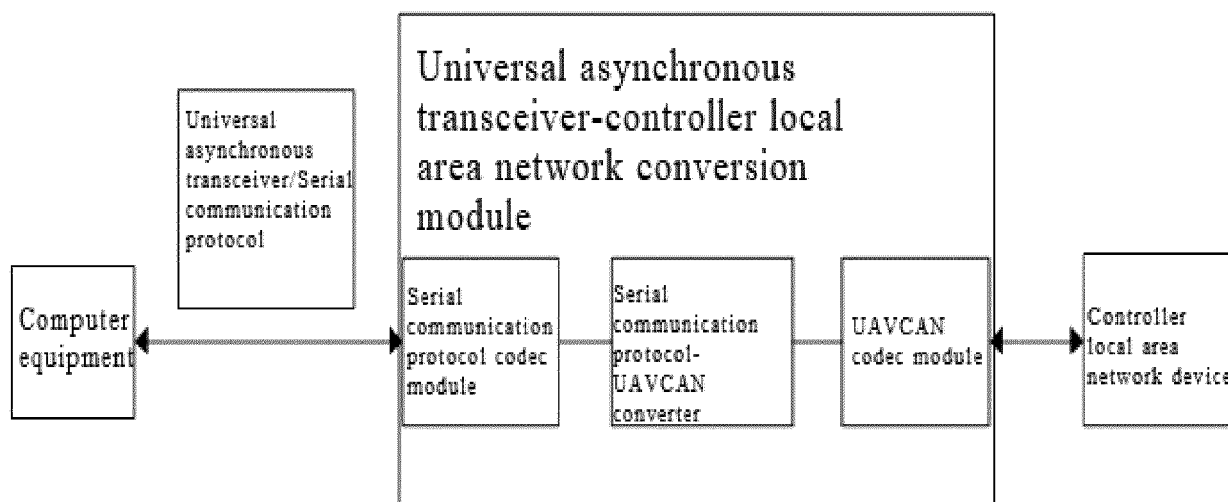 Universal asynchronous
transceiver-controller local
area network conversion
module
Universal
asynchronous
transceiver/Serial
communication
protocol
Computer
equipment
Serial
communication
protocol codec
module
Serial
communication
protocol-
UAVCAN
converter
UAVCAN
codec module
Controller
local area
network device